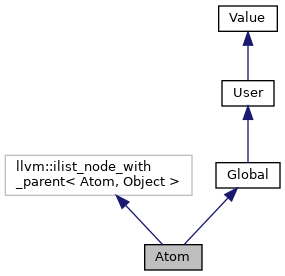 Value
User
llvm::ilist_node_with
_parent< Atom, Object >
Global
Atom